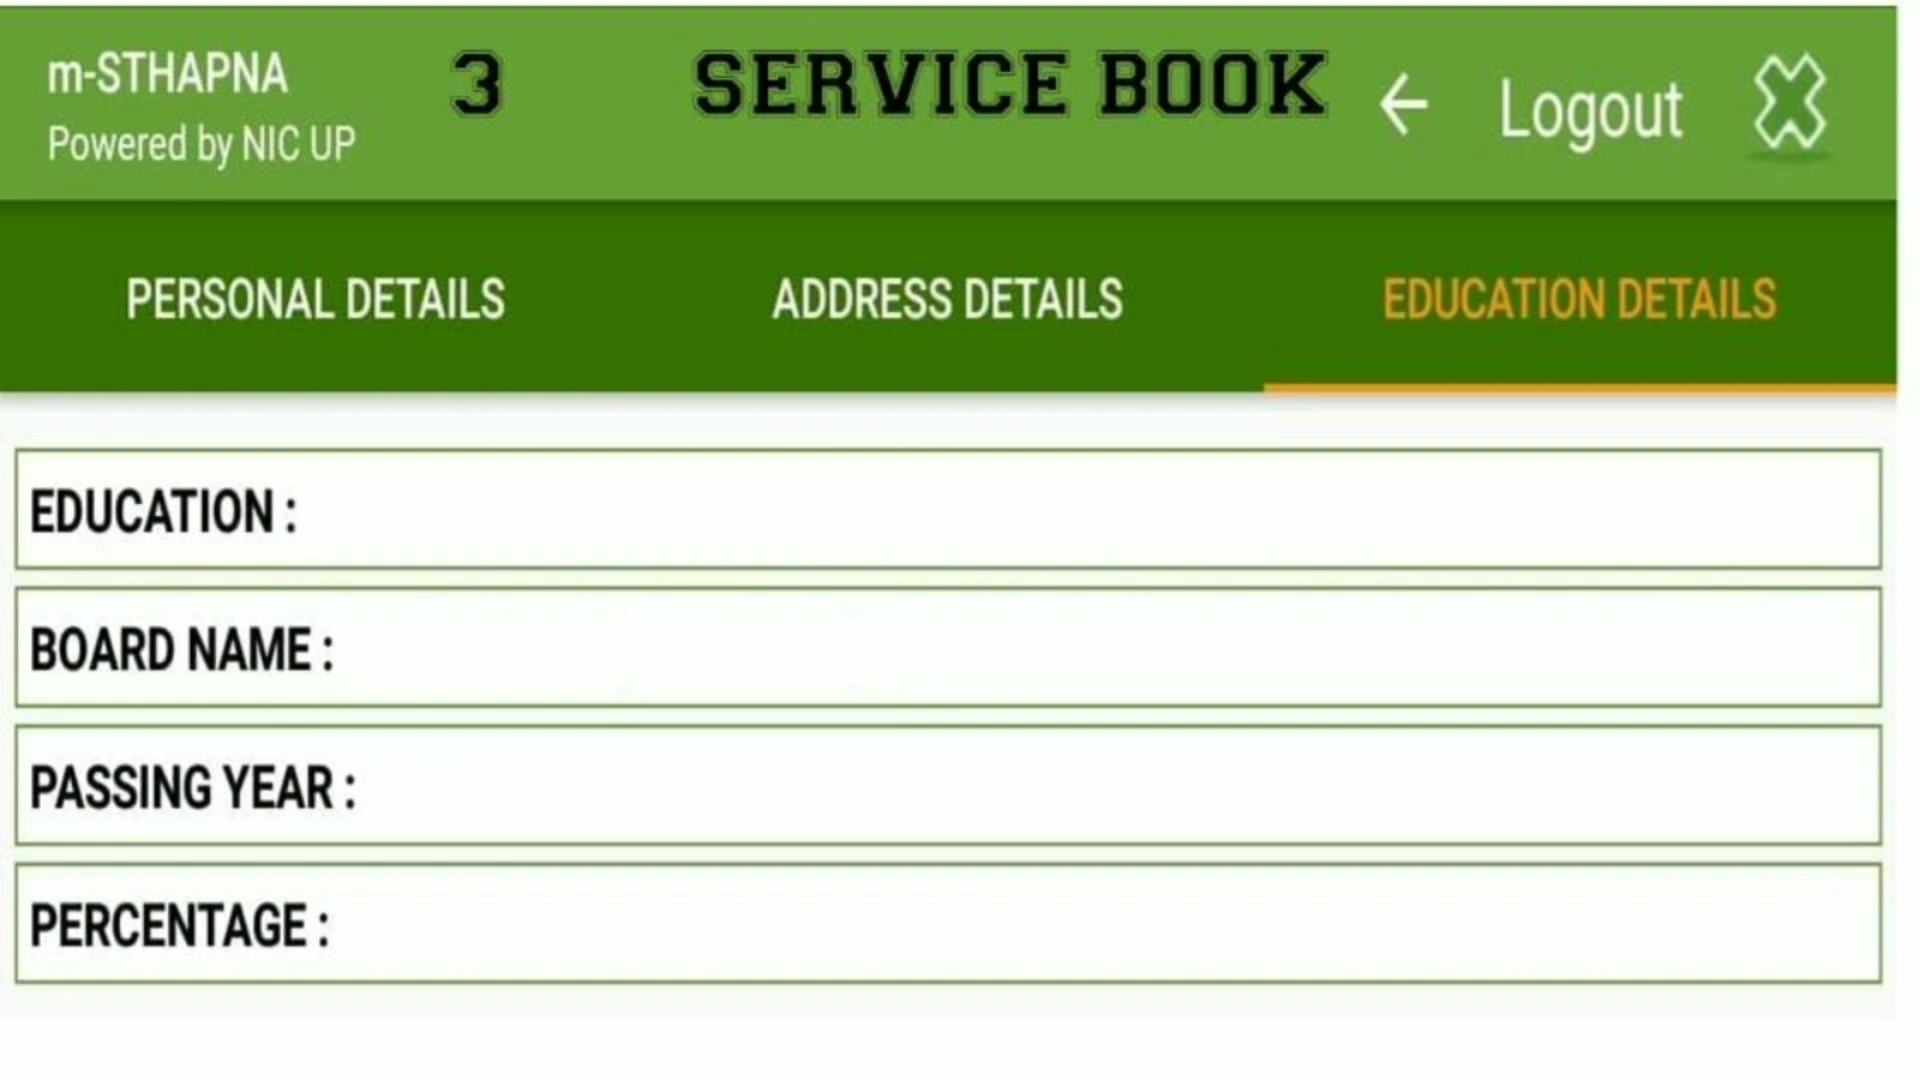 m-STHAPNA 3 SERVICE BOOK ← Logout
Powered by NIC UP
PERSONAL DETAILS ADDRESS DETAILS EDUCATION DETAILS
EDUCATION :
BOARD NAME :
PASSING YEAR :
PERCENTAGE :